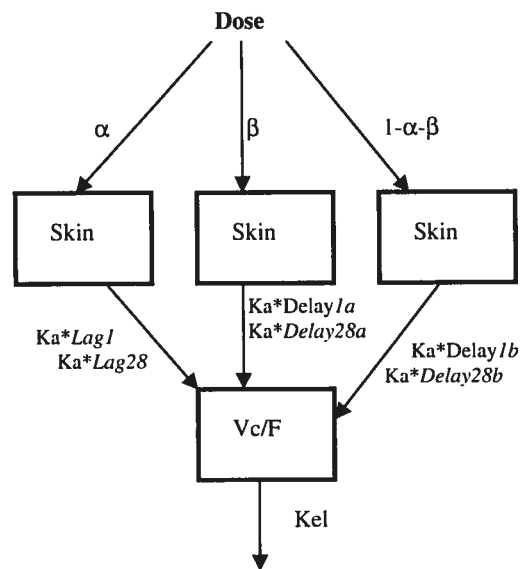 Dose
α
β
1-α-β
Skin
Skin
Skin
Ka*Lag1
Ka*Lag28
Ka*Delay1a
Ka*Delay28a
Ka*Delay1b
Ka*Delay28b
Vc/F
Kel